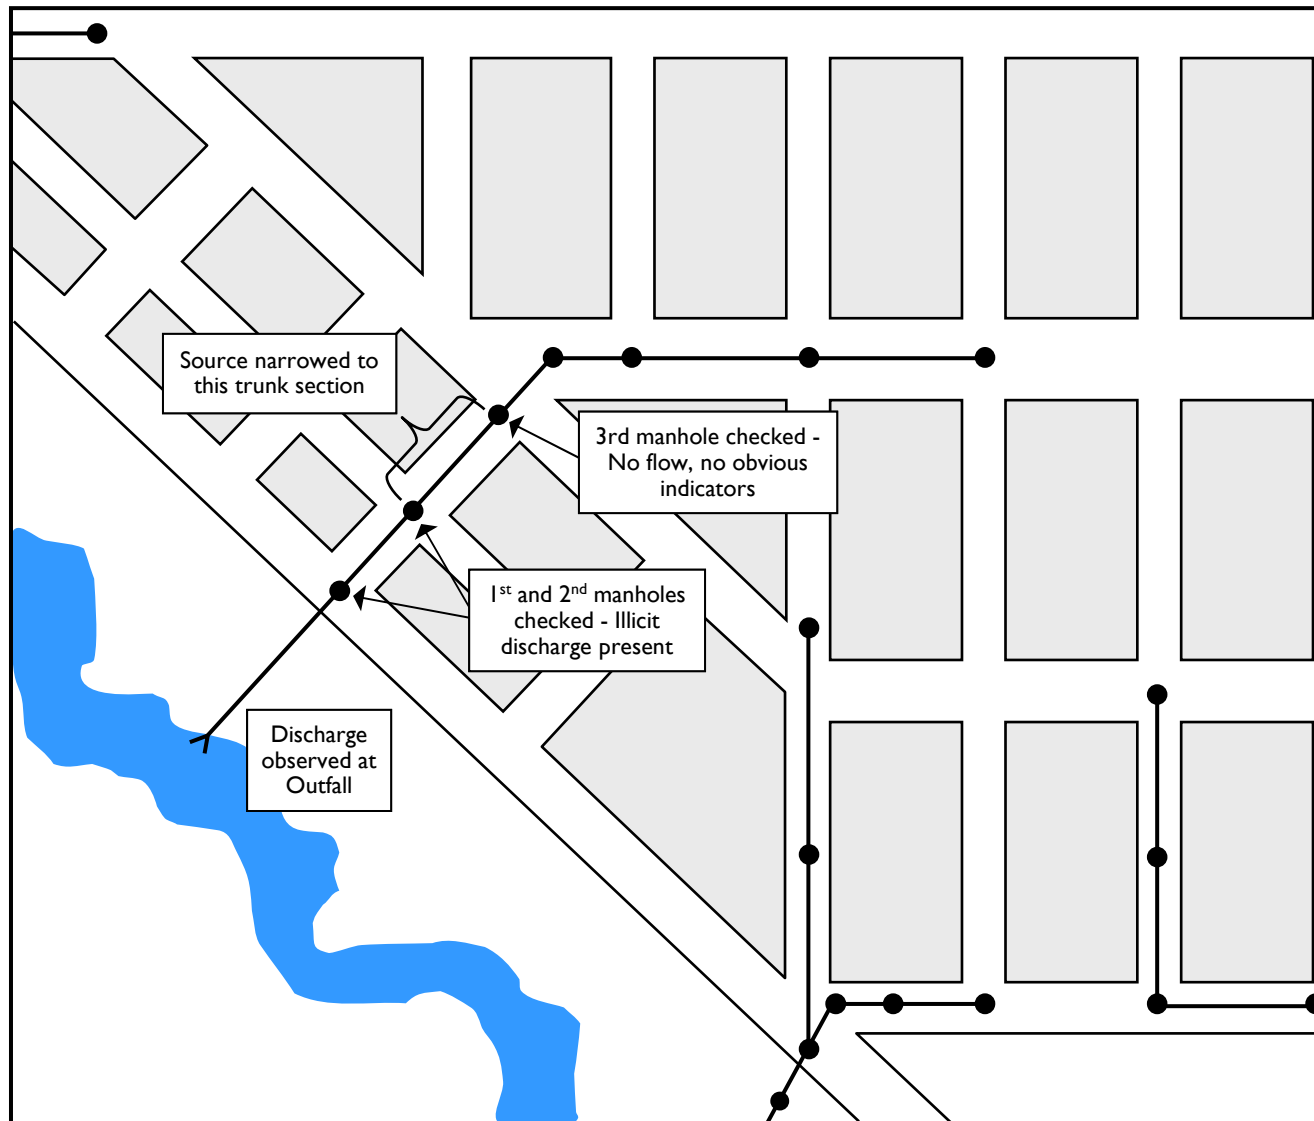 Source narrowed to
this trunk section
3rd manhole checked -
No flow, no obvious
indicators
1st and 2nd manholes
checked - Illicit
discharge present
Discharge
observed at
Outfall